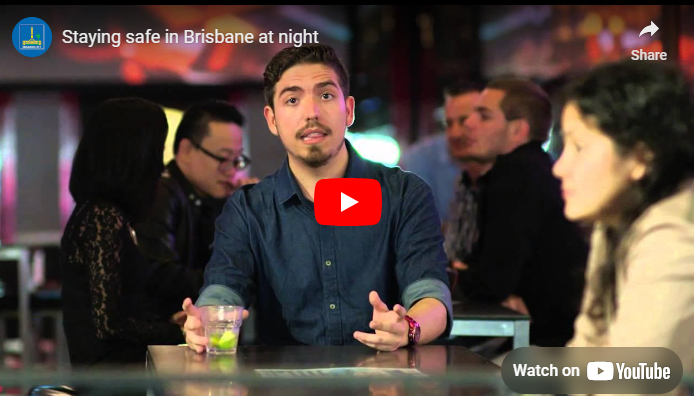 Staying safe in Brisbane at night
Share
Watch on YouTube